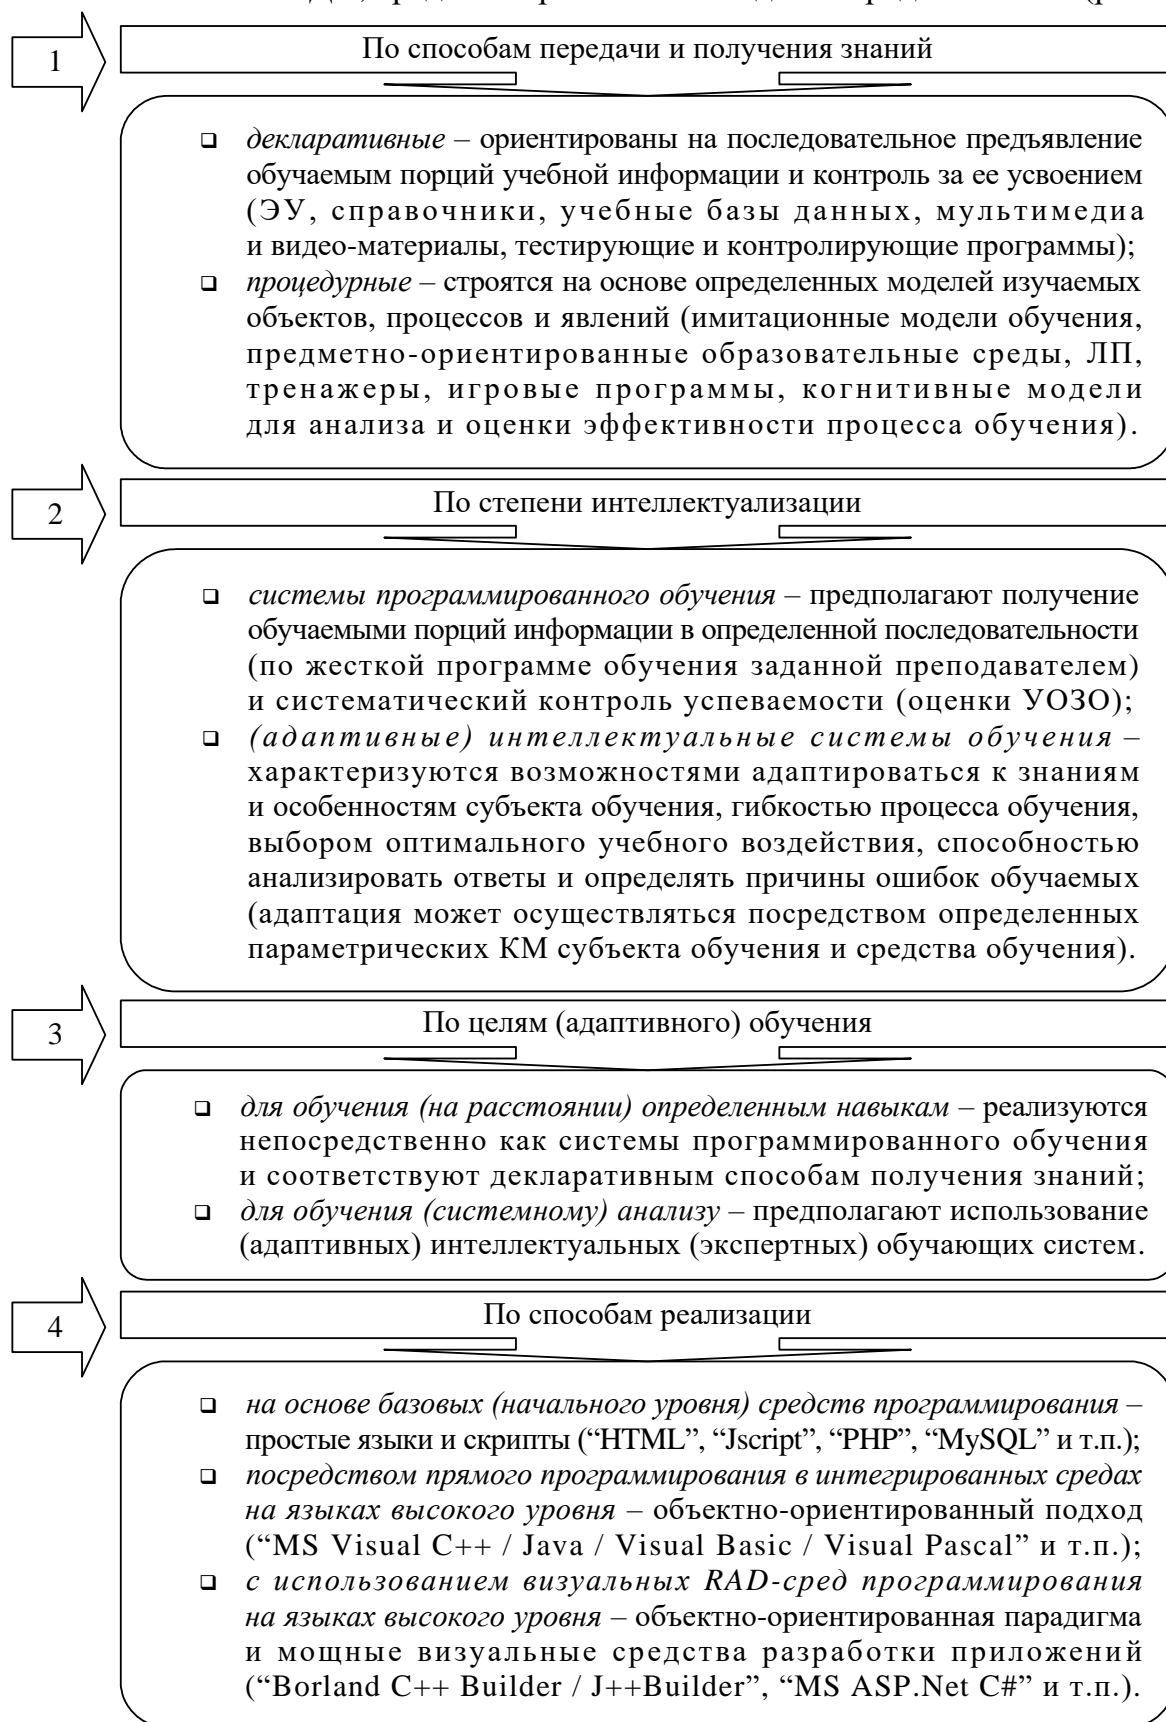 1
По способам передачи и получения знаний
❑ декларативные – ориентированы на последовательное предъявление
обучаемым порций учебной информации и контроль за ее усвоением
(ЭУ, справочники, учебные базы данных, мультимедиа
и видео-материалы, тестирующие и контролирующие программы);
❑ процедурные – строятся на основе определенных моделей изучаемых
объектов, процессов и явлений (имитационные модели обучения,
предметно-ориентированные образовательные среды, ЛП,
тренажеры, игровые программы, когнитивные модели
для анализа и оценки эффективности процесса обучения).
2
По степени интеллектуализации
❑ системы программированного обучения – предполагают получение
обучаемыми порций информации в определенной последовательности
(по жесткой программе обучения заданной преподавателем)
и систематический контроль успеваемости (оценки УОЗО);
❑ (адаптивные) интеллектуальные системы обучения –
характеризуются возможностями адаптироваться к знаниям
и особенностям субъекта обучения, гибкостью процесса обучения,
выбором оптимального учебного воздействия, способностью
анализировать ответы и определять причины ошибок обучаемых
(адаптация может осуществляться посредством определенных
параметрических КМ субъекта обучения и средства обучения).
3
По целям (адаптивного) обучения
❑ для обучения (на расстоянии) определенным навыкам – реализуются
непосредственно как системы программированного обучения
и соответствуют декларативным способам получения знаний;
❑ для обучения (системному) анализу – предполагают использование
(адаптивных) интеллектуальных (экспертных) обучающих систем.
4
По способам реализации
❑ на основе базовых (начального уровня) средств программирования –
простые языки и скрипты (“HTML”, “Jscript”, “PHP”, “MySQL” и т.п.);
❑ посредством прямого программирования в интегрированных средах
на языках высокого уровня – объектно-ориентированный подход
(“MS Visual C++ / Java / Visual Basic / Visual Pascal” и т.п.);
❑ с использованием визуальных RAD-сред программирования
на языках высокого уровня – объектно-ориентированная парадигма
и мощные визуальные средства разработки приложений
(“Borland C++ Builder / J++Builder”, “MS ASP.Net C#” и т.п.).